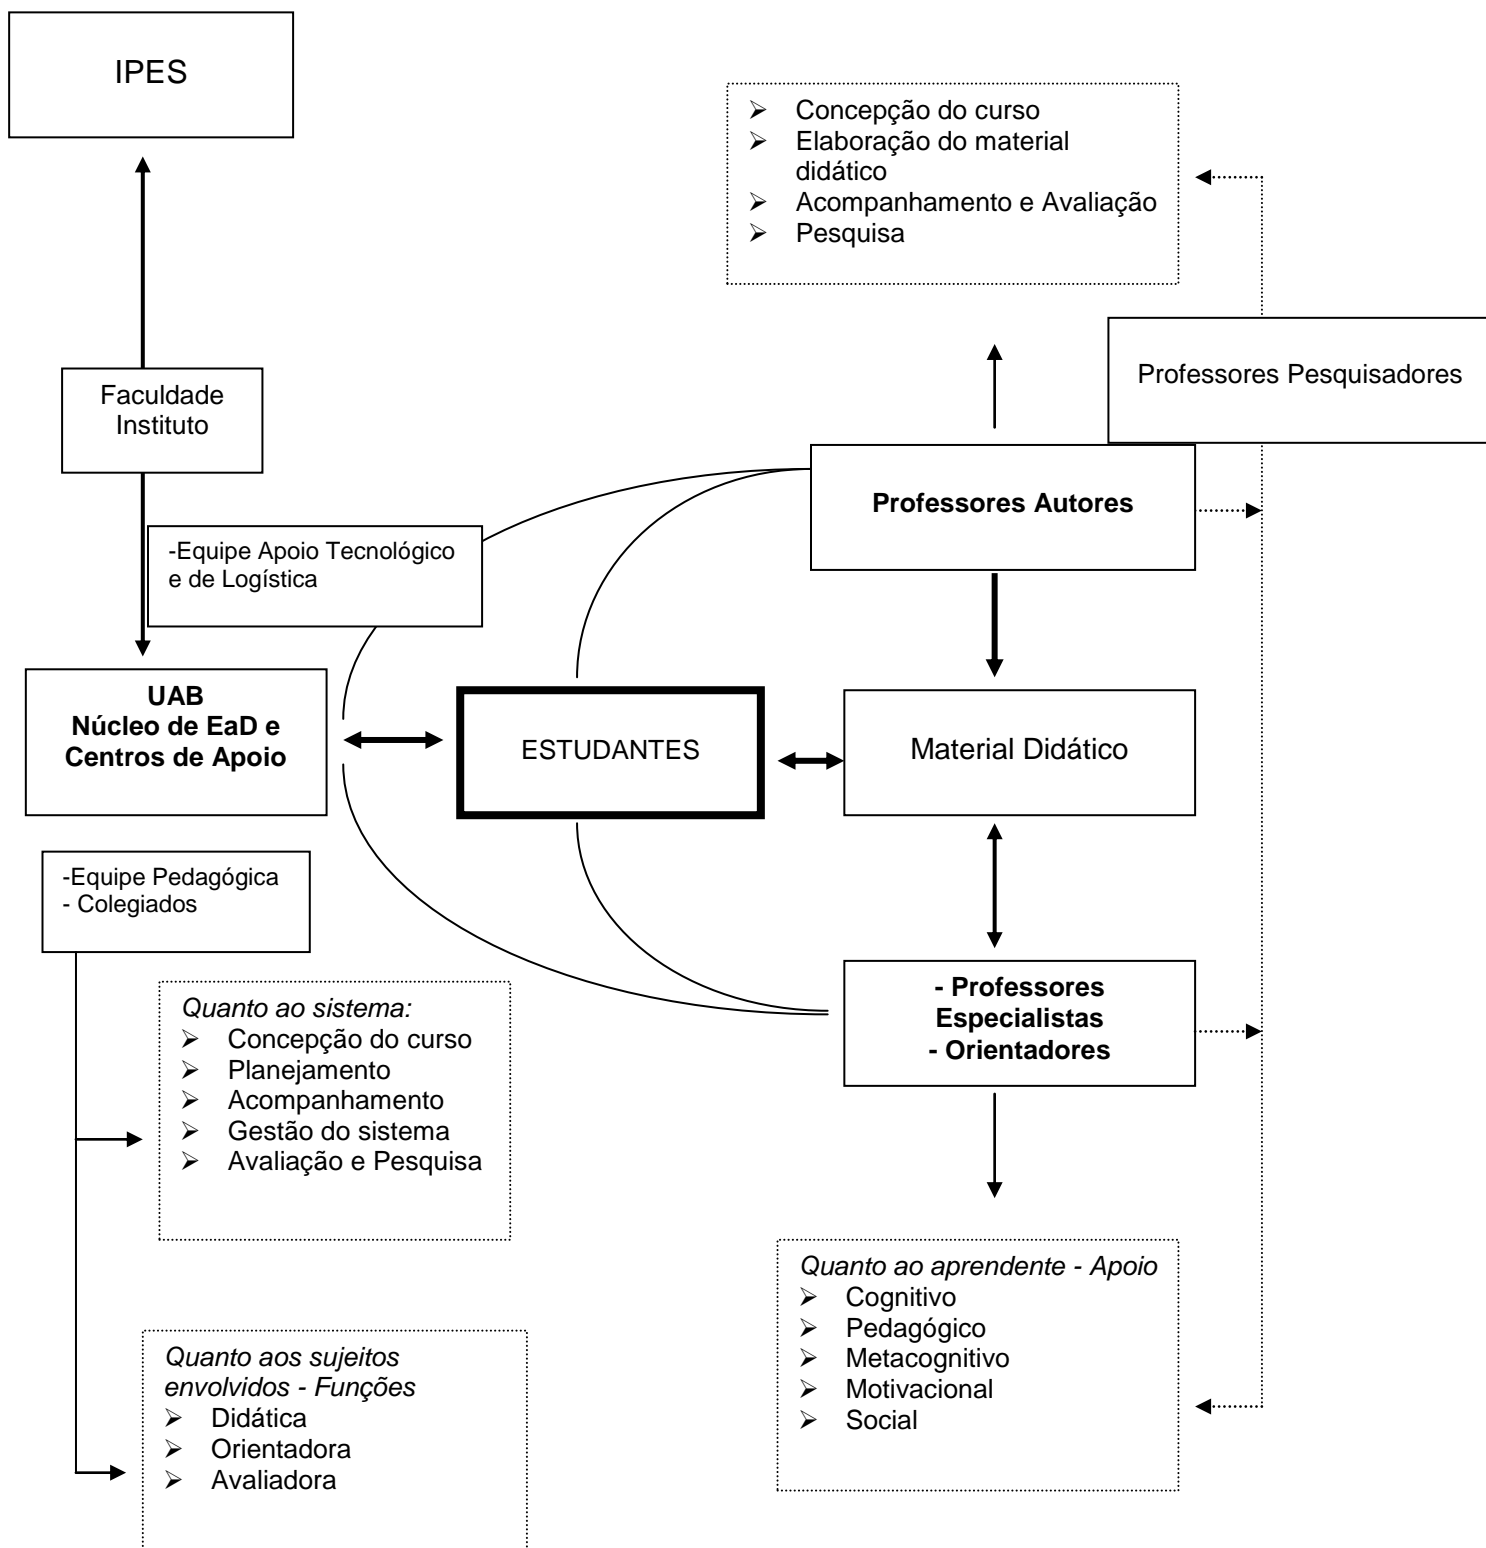 IPES
➢ Concepção do curso
➢ Elaboração do material
didático
➢ Acompanhamento e Avaliação
➢ Pesquisa
Faculdade
Instituto
Professores Pesquisadores
Professores Autores
-Equipe Apoio Tecnológico
e de Logística
UAB
Núcleo de EaD e
Centros de Apoio
ESTUDANTES
Material Didático
-Equipe Pedagógica
- Colegiados
- Professores
Especialistas
- Orientadores
Quanto ao sistema:
➢ Concepção do curso
➢ Planejamento
➢ Acompanhamento
➢ Gestão do sistema
➢ Avaliação e Pesquisa
Quanto ao aprendente - Apoio
➢ Cognitivo
➢ Pedagógico
➢ Metacognitivo
➢ Motivacional
➢ Social
Quanto aos sujeitos
envolvidos - Funções
➢ Didática
➢ Orientadora
➢ Avaliadora